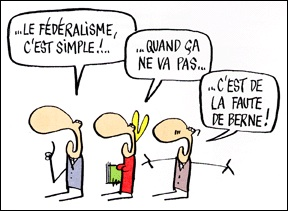 ...LE FÉDÉRALISME,
C'EST SIMPLE!...
...QUAND ÇA
NE VA PAS...
...C'EST DE
LA FAUTE
DE BERNE!